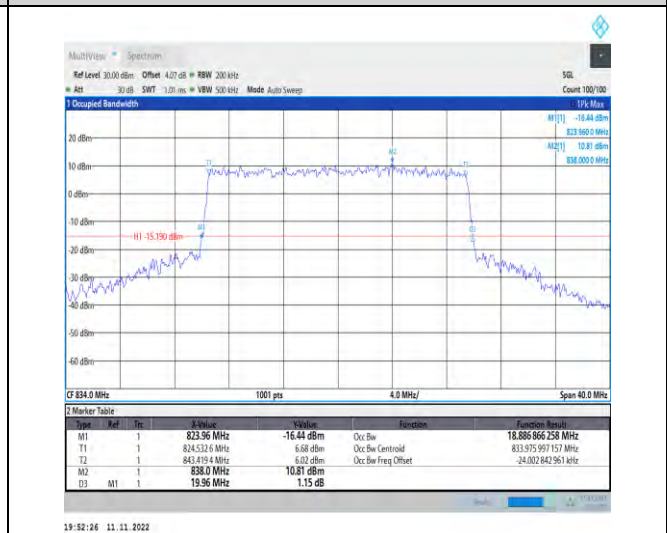 MultiView Spectrum
Ref Level 30.00 dBm Offset 4.07 dB RBW 200 kHz SGL
Att 30 dB SWT 1.01 ms VBW 500 kHz Mode Auto Sweep Count 100/100
1 Occupied Bandwidth 1Pk Max
M1[1] -16.44 dBm
823.960 0 MHz
M2[1] 10.81 dBm
838.000 0 MHz
20 dBm
M2
T1
10 dBm
0 dBm
-10 dBm
M1
D3
H1 -15.190 dBm
-20 dBm
-30 dBm
-40 dBm
-50 dBm
-60 dBm
CF 834.0 MHz 1001 pts 4.0 MHz/ Span 40.0 MHz
2 Marker Table
Type Ref Trc X-Value Y-Value Function Function Result
M1 1 823.96 MHz -16.44 dBm Occ Bw 18.886 866 258 MHz
T1 1 824.532 6 MHz 6.68 dBm Occ Bw Centroid 833.975 997 157 MHz
T2 1 843.419 4 MHz 6.02 dBm Occ Bw Freq Offset -24.002 842 961 kHz
M2 1 838.0 MHz 10.81 dBm
D3 M1 1 19.96 MHz 1.15 dB
19:52:26 11.11.2022